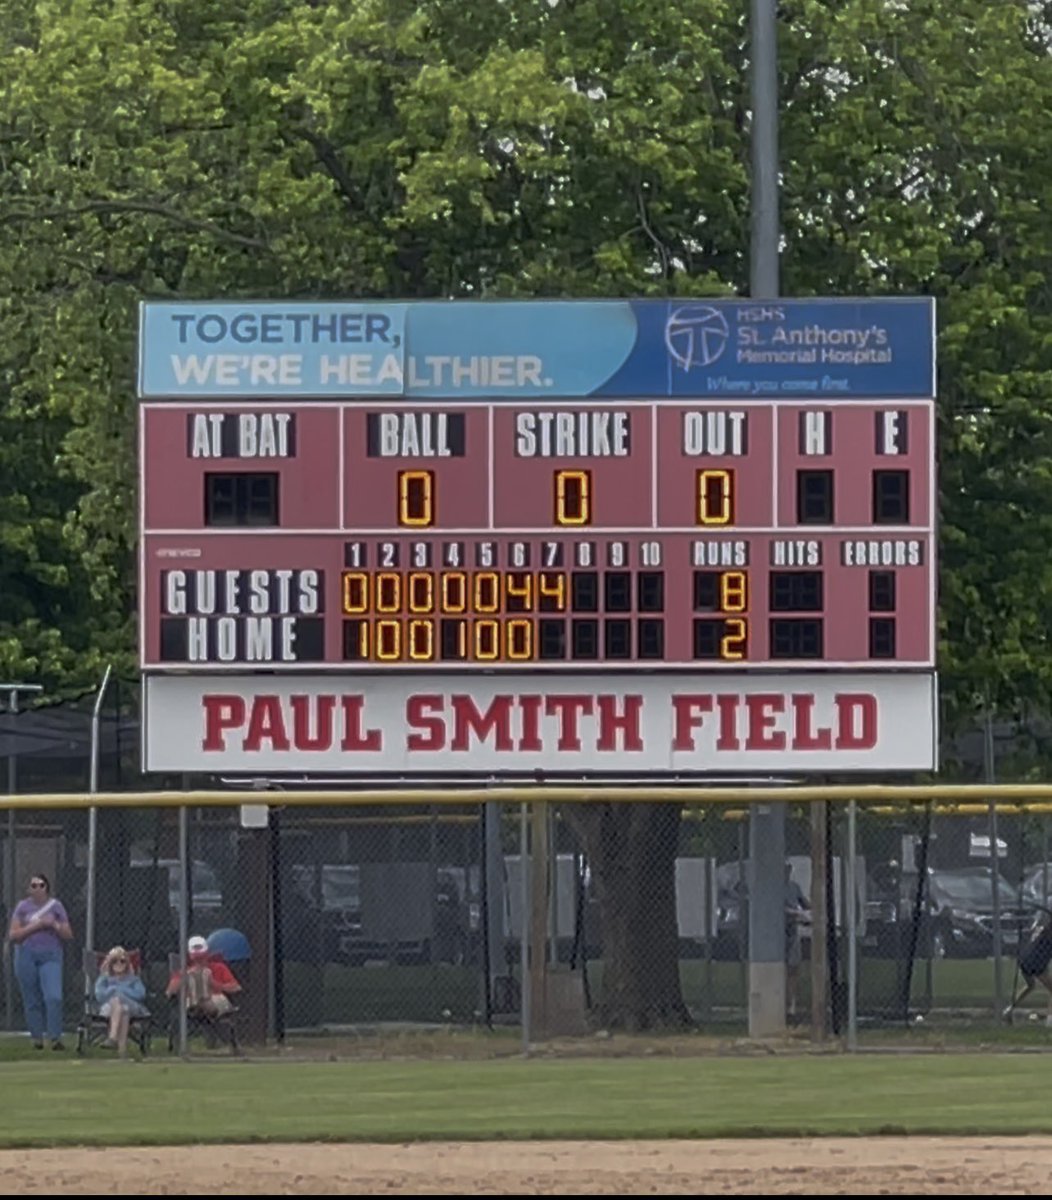 TOGETHER,
WE'RE HEALTHIER.
HSHS
St. Anthony's
Memorial Hospital
Where you come first.
AT BAT BALL STRIKE OUT H E
0 0 0
NEVCO 1 2 3 4 5 6 7 8 9 10 RUNS HITS ERRORS
GUESTS 0 0 0 0 0 4 4 8
HOME 1 0 0 1 0 0 2
PAUL SMITH FIELD